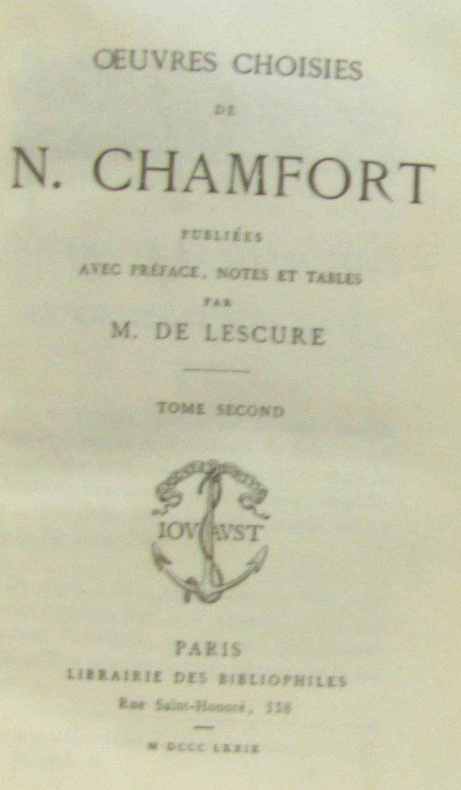 ŒUVRES CHOISIES
DE
N. CHAMFORT
PUBLIÉES
AVEC PRÉFACE, NOTES ET TABLES
PAR
M. DE LESCURE
TOME SECOND
IOVAVST
PARIS
LIBRAIRIE DES BIBLIOPHILES
Rue Saint-Honoré, 338
M DCCC LXXIX